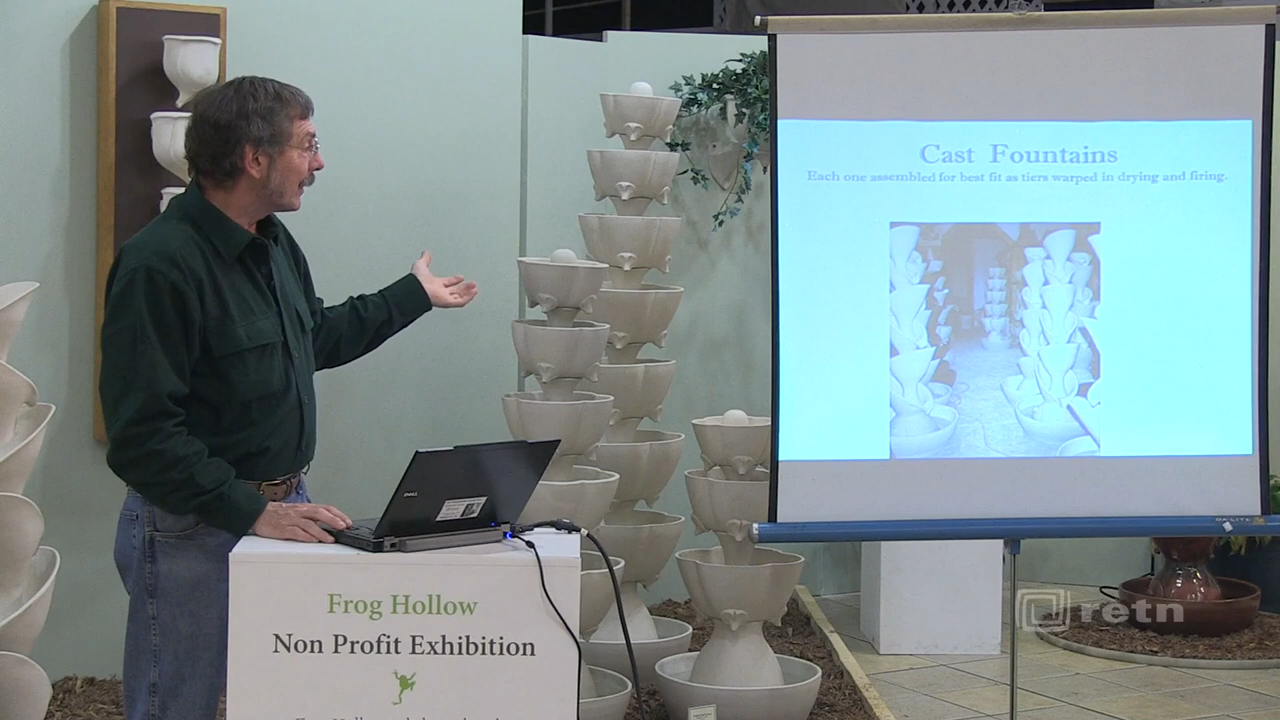 Cast Fountains
Each one assembled for best fit as tiers warped in drying and firing.
DELL
Frog Hollow
Non Profit Exhibition
retn